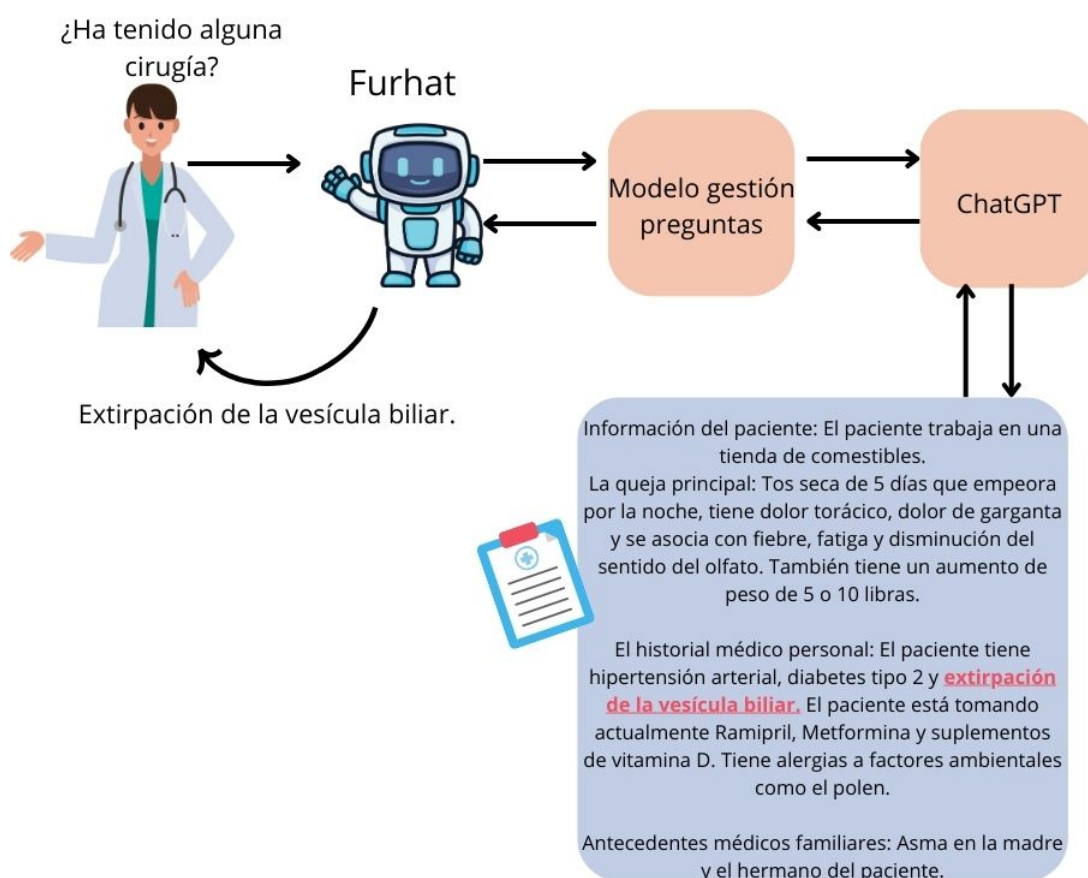 ¿Ha tenido alguna
cirugía?
Furhat
Modelo gestión
preguntas
ChatGPT
Extirpación de la vesícula biliar.
Información del paciente: El paciente trabaja en una
tienda de comestibles.
La queja principal: Tos seca de 5 días que empeora
por la noche, tiene dolor torácico, dolor de garganta
y se asocia con fiebre, fatiga y disminución del
sentido del olfato. También tiene un aumento de
peso de 5 o 10 libras.
El historial médico personal: El paciente tiene
hipertensión arterial, diabetes tipo 2 y extirpación
de la vesícula biliar. El paciente está tomando
actualmente Ramipril, Metformina y suplementos
de vitamina D. Tiene alergias a factores ambientales
como el polen.
Antecedentes médicos familiares: Asma en la madre
y el hermano del paciente.